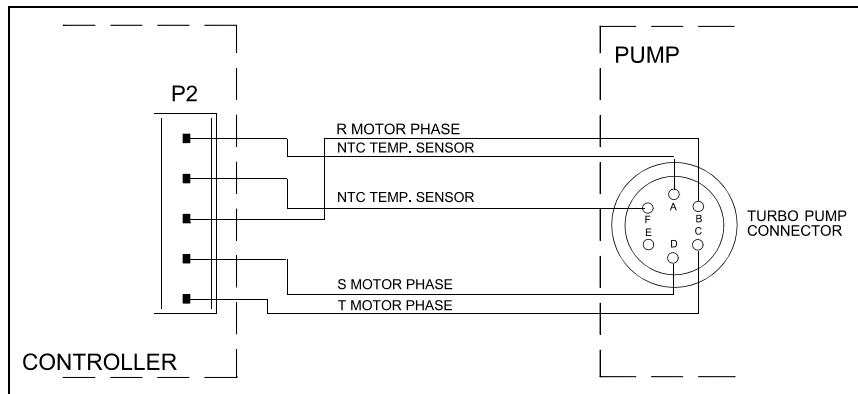 PUMP
P2
R MOTOR PHASE
NTC TEMP. SENSOR
NTC TEMP. SENSOR
A
F
B
E
D
C
TURBO PUMP
CONNECTOR
S MOTOR PHASE
T MOTOR PHASE
CONTROLLER